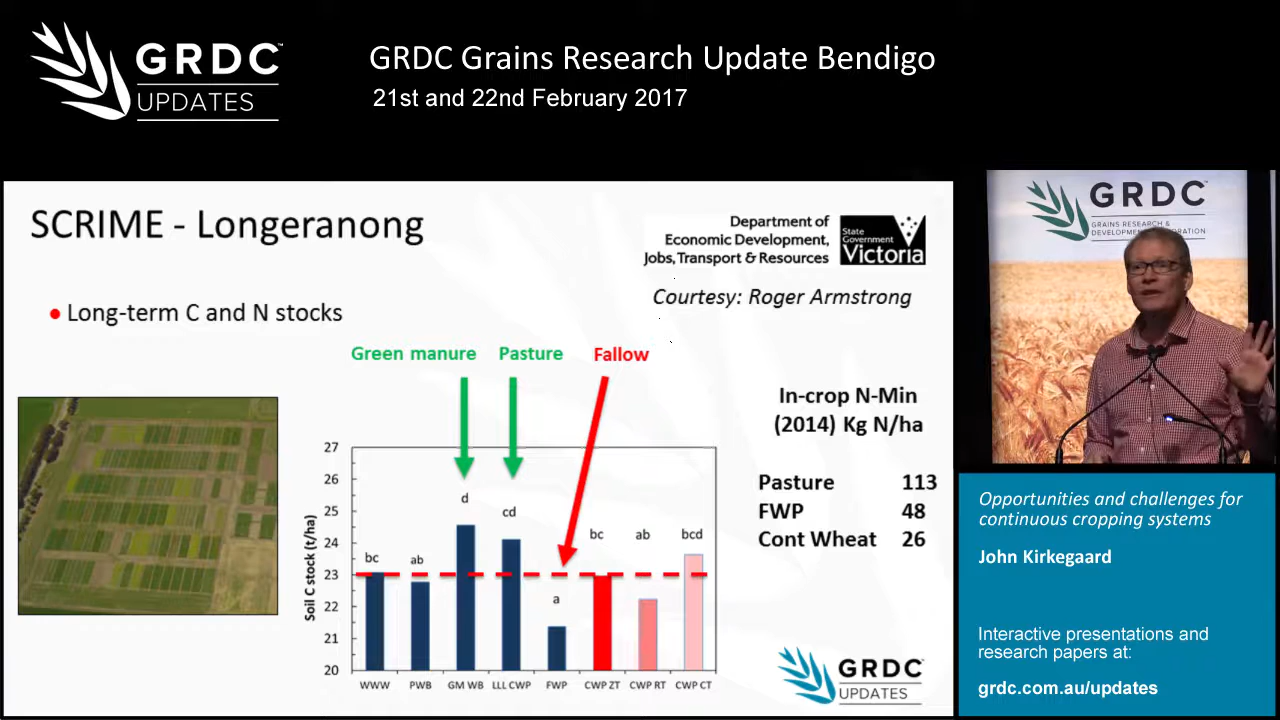 GRDC™
UPDATES
GRDC Grains Research Update Bendigo
21st and 22nd February 2017
SCRIME - Longeranong
Department of
Economic Development,
Jobs, Transport & Resources
State
Government
Victoria
Courtesy: Roger Armstrong
• Long-term C and N stocks
Green manure Pasture Fallow
In-crop N-Min
(2014) Kg N/ha
Pasture 113
FWP 48
Cont Wheat 26
Soil C stock (t/ha)
27
26
25
24
23
22
21
20
bc ab d cd a bc ab bcd
WWW PWB GM WB LLL CWP FWP CWP ZT CWP RT CWP CT
GRDC™
UPDATES
GRDC™
GRAINS RESEARCH &
DEVELOPMENT
Opportunities and challenges for
continuous cropping systems
John Kirkegaard
Interactive presentations and
research papers at:
grdc.com.au/updates